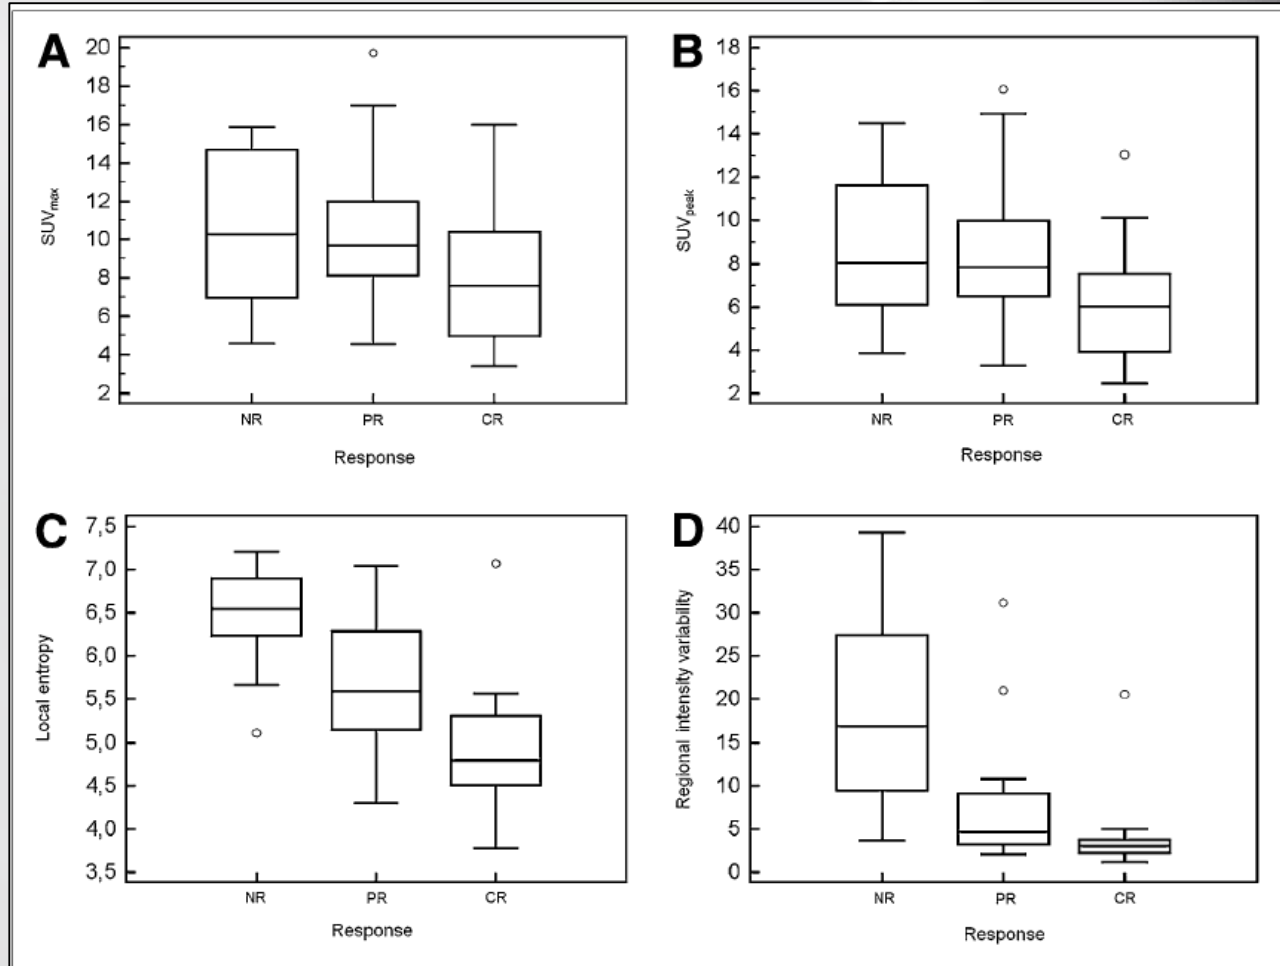 A
20
18
16
14
12
10
8
6
4
2
SUVmax
NR PR CR
Response
B
18
16
14
12
10
8
6
4
2
SUVpeak
NR PR CR
Response
C
7,5
7,0
6,5
6,0
5,5
5,0
4,5
4,0
3,5
Local entropy
NR PR CR
Response
D
40
35
30
25
20
15
10
5
0
Regional intensity variability
NR PR CR
Response